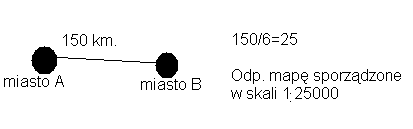 150 km.
miasto A
miasto B
150/6=25
Odp. mapę sporządzone
w skali 1:25000